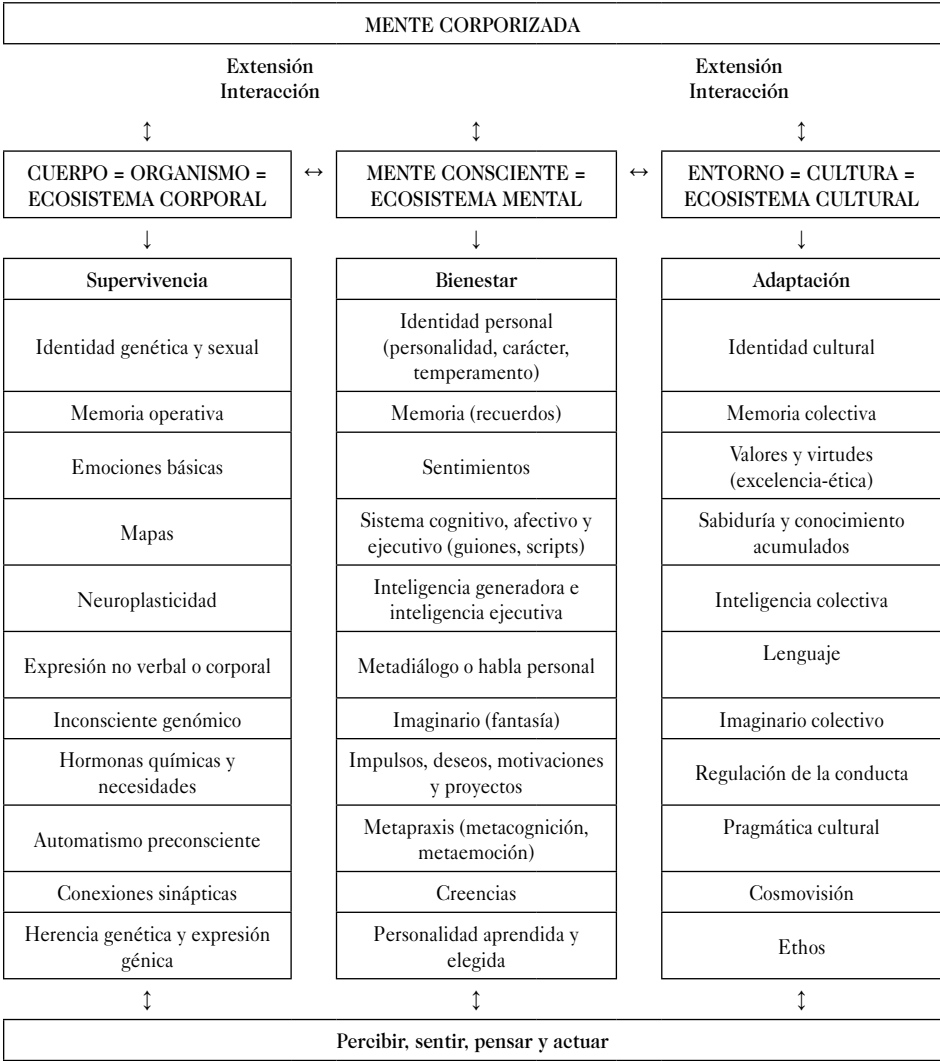 MENTE CORPORIZADA
Extensión
Interacción
Extensión
Interacción
↕ ↕ ↕
CUERPO = ORGANISMO =
ECOSISTEMA CORPORAL
↔
MENTE CONSCIENTE =
ECOSISTEMA MENTAL
↔
ENTORNO = CULTURA =
ECOSISTEMA CULTURAL
↓ ↓ ↓
Supervivencia
Bienestar
Adaptación
Identidad genética y sexual
Identidad personal
(personalidad, carácter,
temperamento)
Identidad cultural
Memoria operativa
Memoria (recuerdos)
Memoria colectiva
Emociones básicas
Sentimientos
Valores y virtudes
(excelencia-ética)
Mapas
Sistema cognitivo, afectivo y
ejecutivo (guiones, scripts)
Sabiduría y conocimiento
acumulados
Neuroplasticidad
Inteligencia generadora e
inteligencia ejecutiva
Inteligencia colectiva
Expresión no verbal o corporal
Metadiálogo o habla personal
Lenguaje
Inconsciente genómico
Imaginario (fantasía)
Imaginario colectivo
Hormonas químicas y
necesidades
Impulsos, deseos, motivaciones
y proyectos
Regulación de la conducta
Automatismo preconsciente
Metapraxis (metacognición,
metaemoción)
Pragmática cultural
Conexiones sinápticas
Creencias
Cosmovisión
Herencia genética y expresión
génica
Personalidad aprendida y
elegida
Ethos
↕ ↕ ↕
Percibir, sentir, pensar y actuar